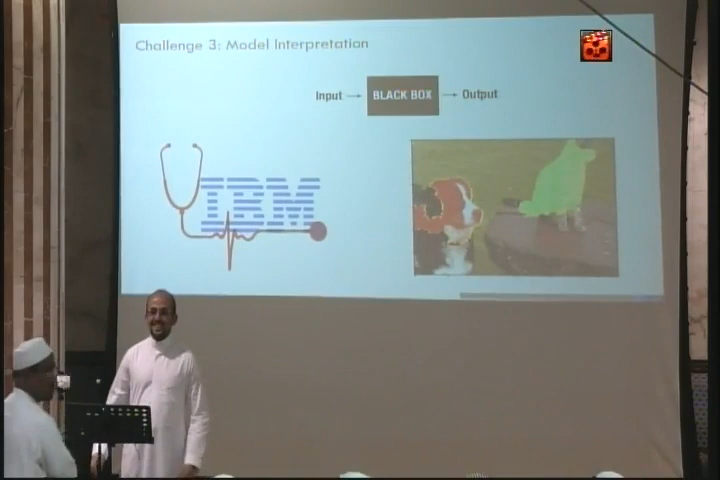 Challenge 3: Model Interpretation
Input → BLACK BOX → Output
IBM